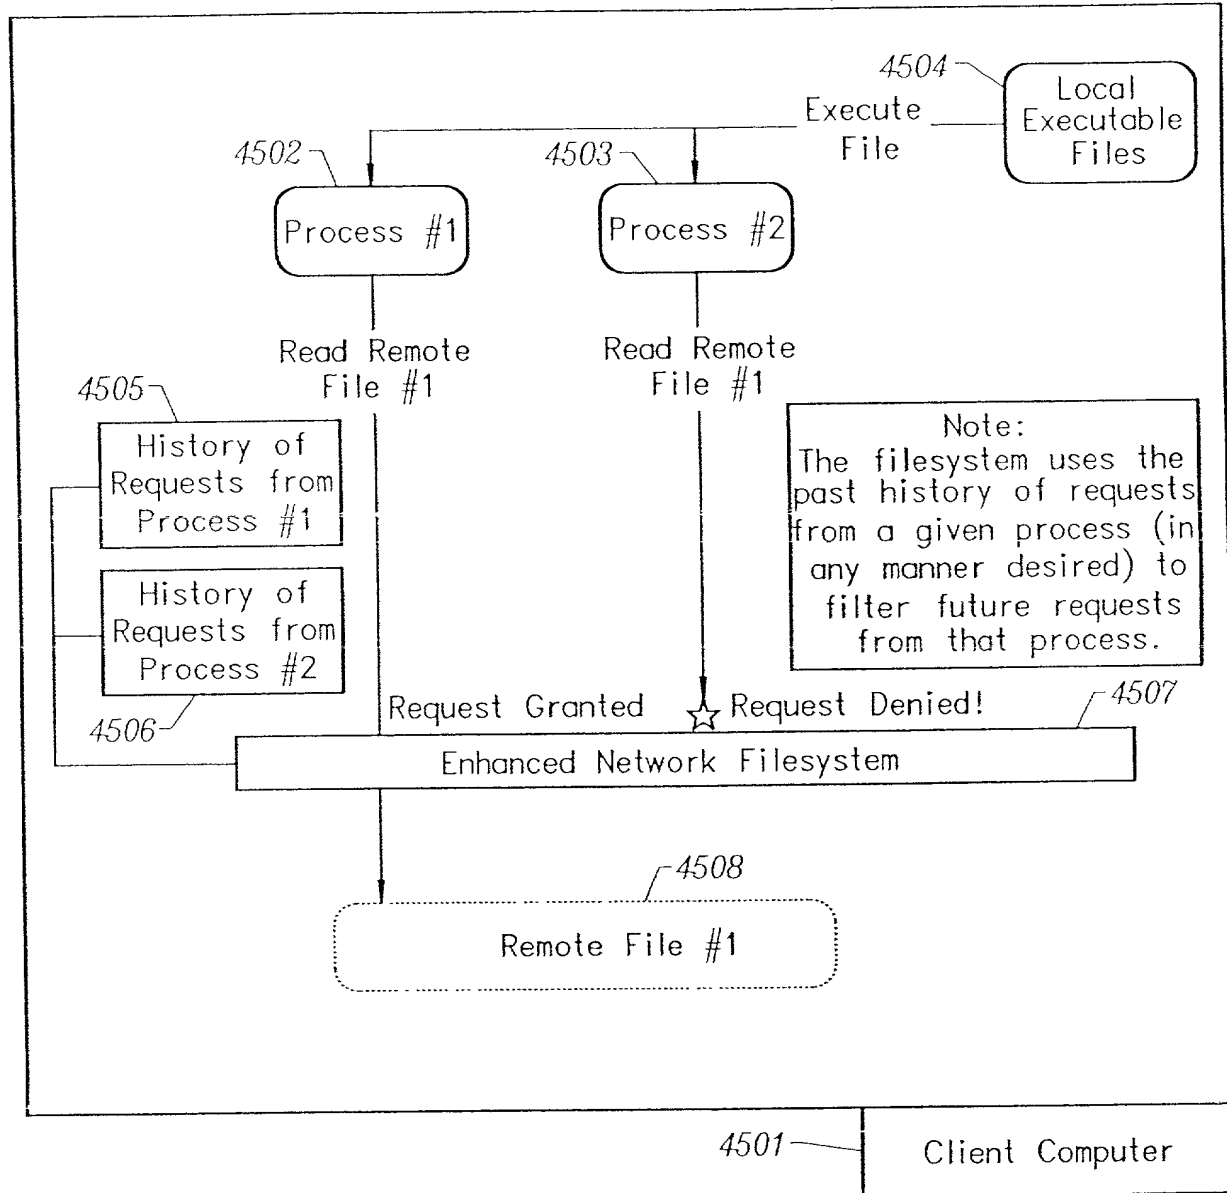 4504
Local
Executable
Files
Execute
File
4502
4503
Process #1
Process #2
Read Remote
File #1
Read Remote
File #1
4505
History of
Requests from
Process #1
History of
Requests from
Process #2
4506
Note:
The filesystem uses the
past history of requests
from a given process (in
any manner desired) to
filter future requests
from that process.
Request Granted
Request Denied!
4507
Enhanced Network Filesystem
4508
Remote File #1
4501
Client Computer